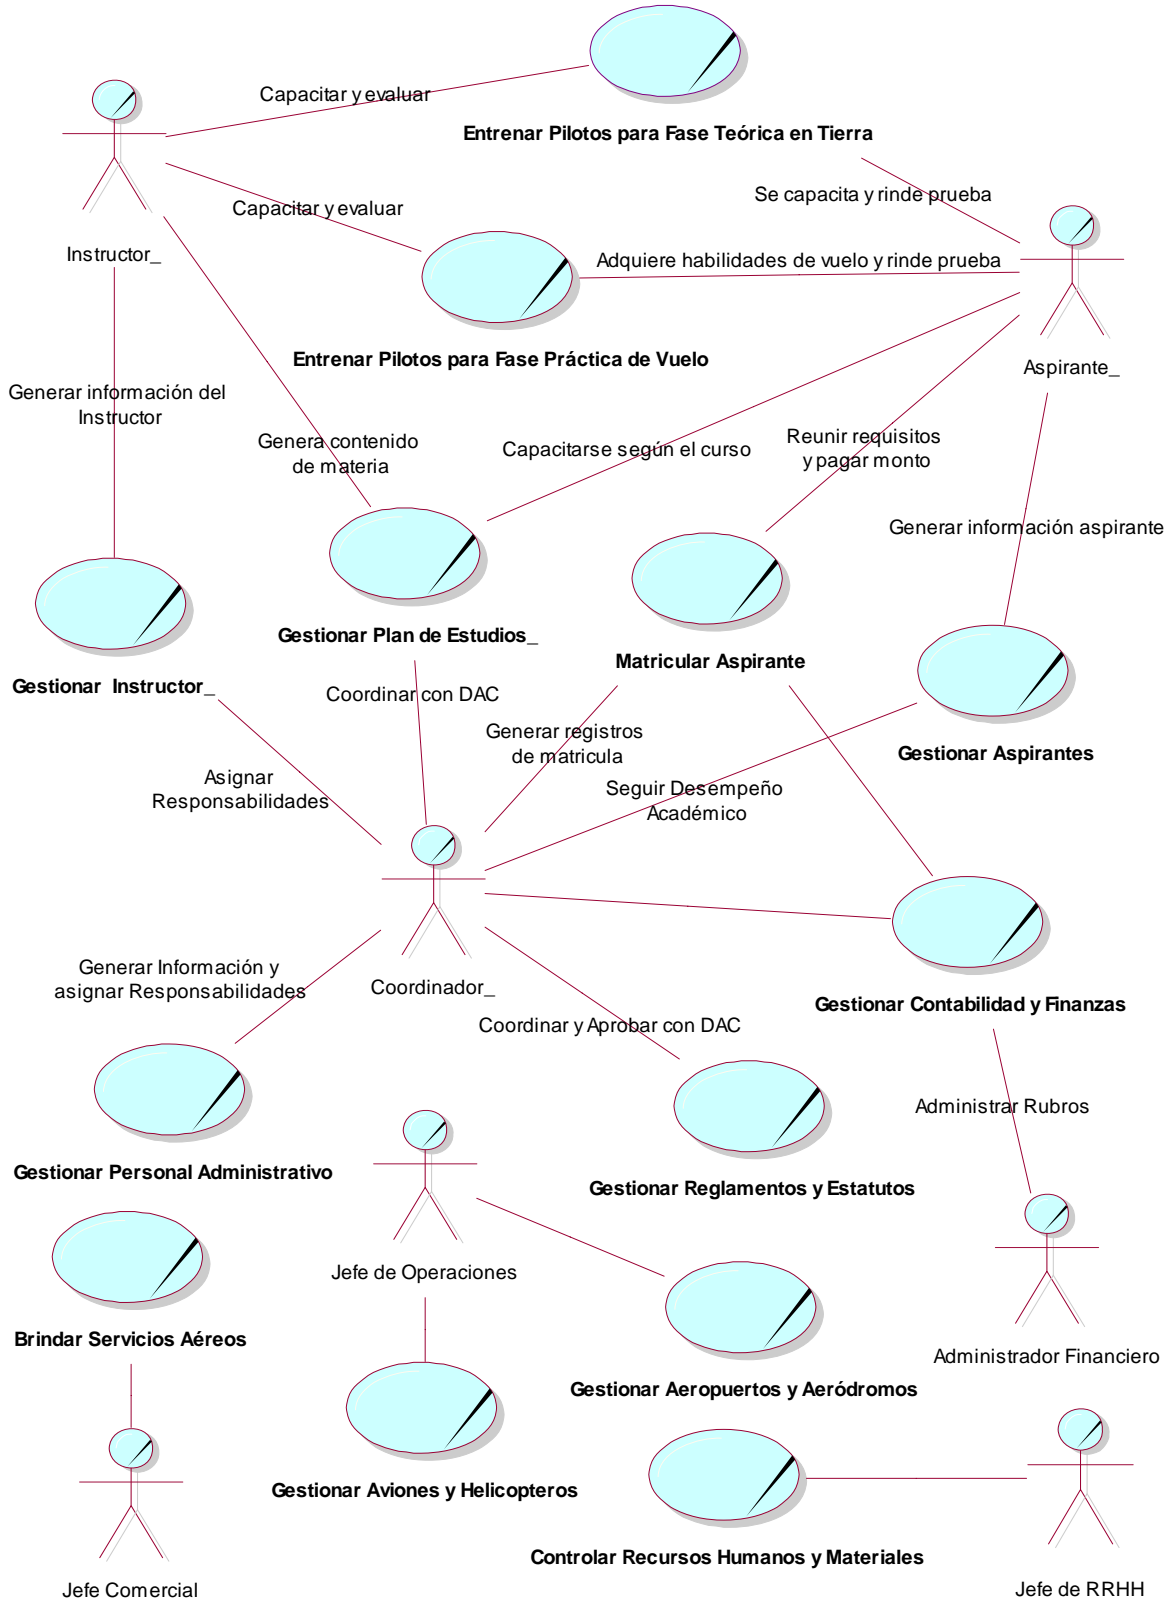 Capacitar y evaluar
Entrenar Pilotos para Fase Teórica en Tierra
Se capacita y rinde prueba
Capacitar y evaluar
Instructor_
Adquiere habilidades de vuelo y rinde prueba
Entrenar Pilotos para Fase Práctica de Vuelo
Aspirante_
Generar información del
Instructor
Genera contenido
de materia
Capacitarse según el curso
Reunir requisitos
y pagar monto
Generar información aspirante
Gestionar Plan de Estudios_
Matricular Aspirante
Gestionar Instructor_
Coordinar con DAC
Generar registros
de matricula
Gestionar Aspirantes
Asignar
Responsabilidades
Seguir Desempeño
Académico
Generar Información y
asignar Responsabilidades
Coordinador_
Gestionar Contabilidad y Finanzas
Coordinar y Aprobar con DAC
Administrar Rubros
Gestionar Personal Administrativo
Gestionar Reglamentos y Estatutos
Jefe de Operaciones
Brindar Servicios Aéreos
Administrador Financiero
Gestionar Aeropuertos y Aeródromos
Gestionar Aviones y Helicopteros
Controlar Recursos Humanos y Materiales
Jefe Comercial
Jefe de RRHH